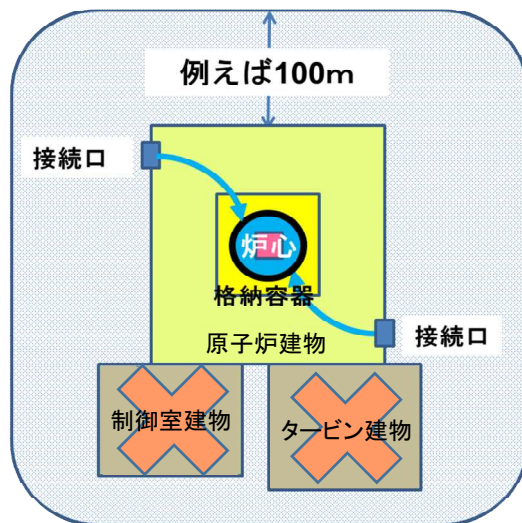 例えば100m
接続口
炉心
格納容器
原子炉建物
接続口
制御室建物
タービン建物